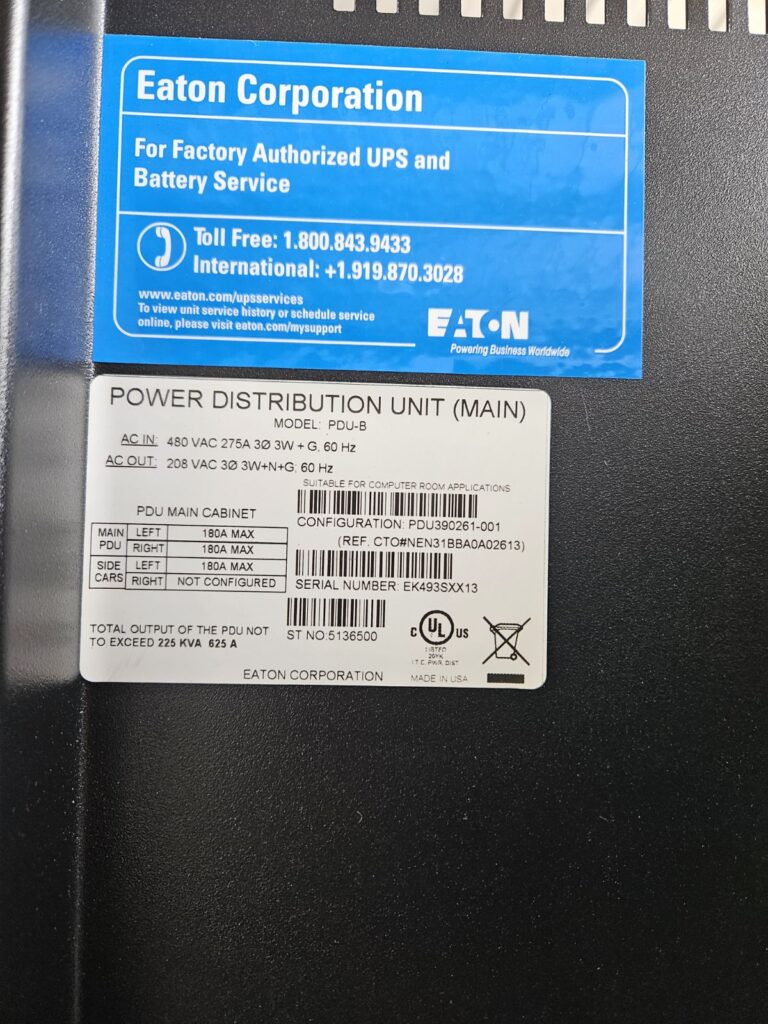 Eaton Corporation
For Factory Authorized UPS and
Battery Service
Toll Free: 1.800.843.9433
International: +1.919.870.3028
www.eaton.com/upsservices
To view unit service history or schedule service
online, please visit eaton.com/mysupport
EATON
Powering Business Worldwide
POWER DISTRIBUTION UNIT (MAIN)
MODEL: PDU-B
AC IN: 480 VAC 275A 3Ø 3W + G, 60 Hz
AC OUT: 208 VAC 3Ø 3W+N+G; 60 Hz
SUITABLE FOR COMPUTER ROOM APPLICATIONS
PDU MAIN CABINET
CONFIGURATION: PDU390261-001
(REF. CTO#NEN31BBA0A02613)
MAIN PDU LEFT 180A MAX
RIGHT 180A MAX
SIDE CARS LEFT 180A MAX
RIGHT NOT CONFIGURED
SERIAL NUMBER: EK493SXX13
ST NO:5136500
TOTAL OUTPUT OF THE PDU NOT
TO EXCEED 225 KVA 625 A
C UL US
LISTED
20YK
I.T.E. PWR. DIST
EATON CORPORATION
MADE IN USA